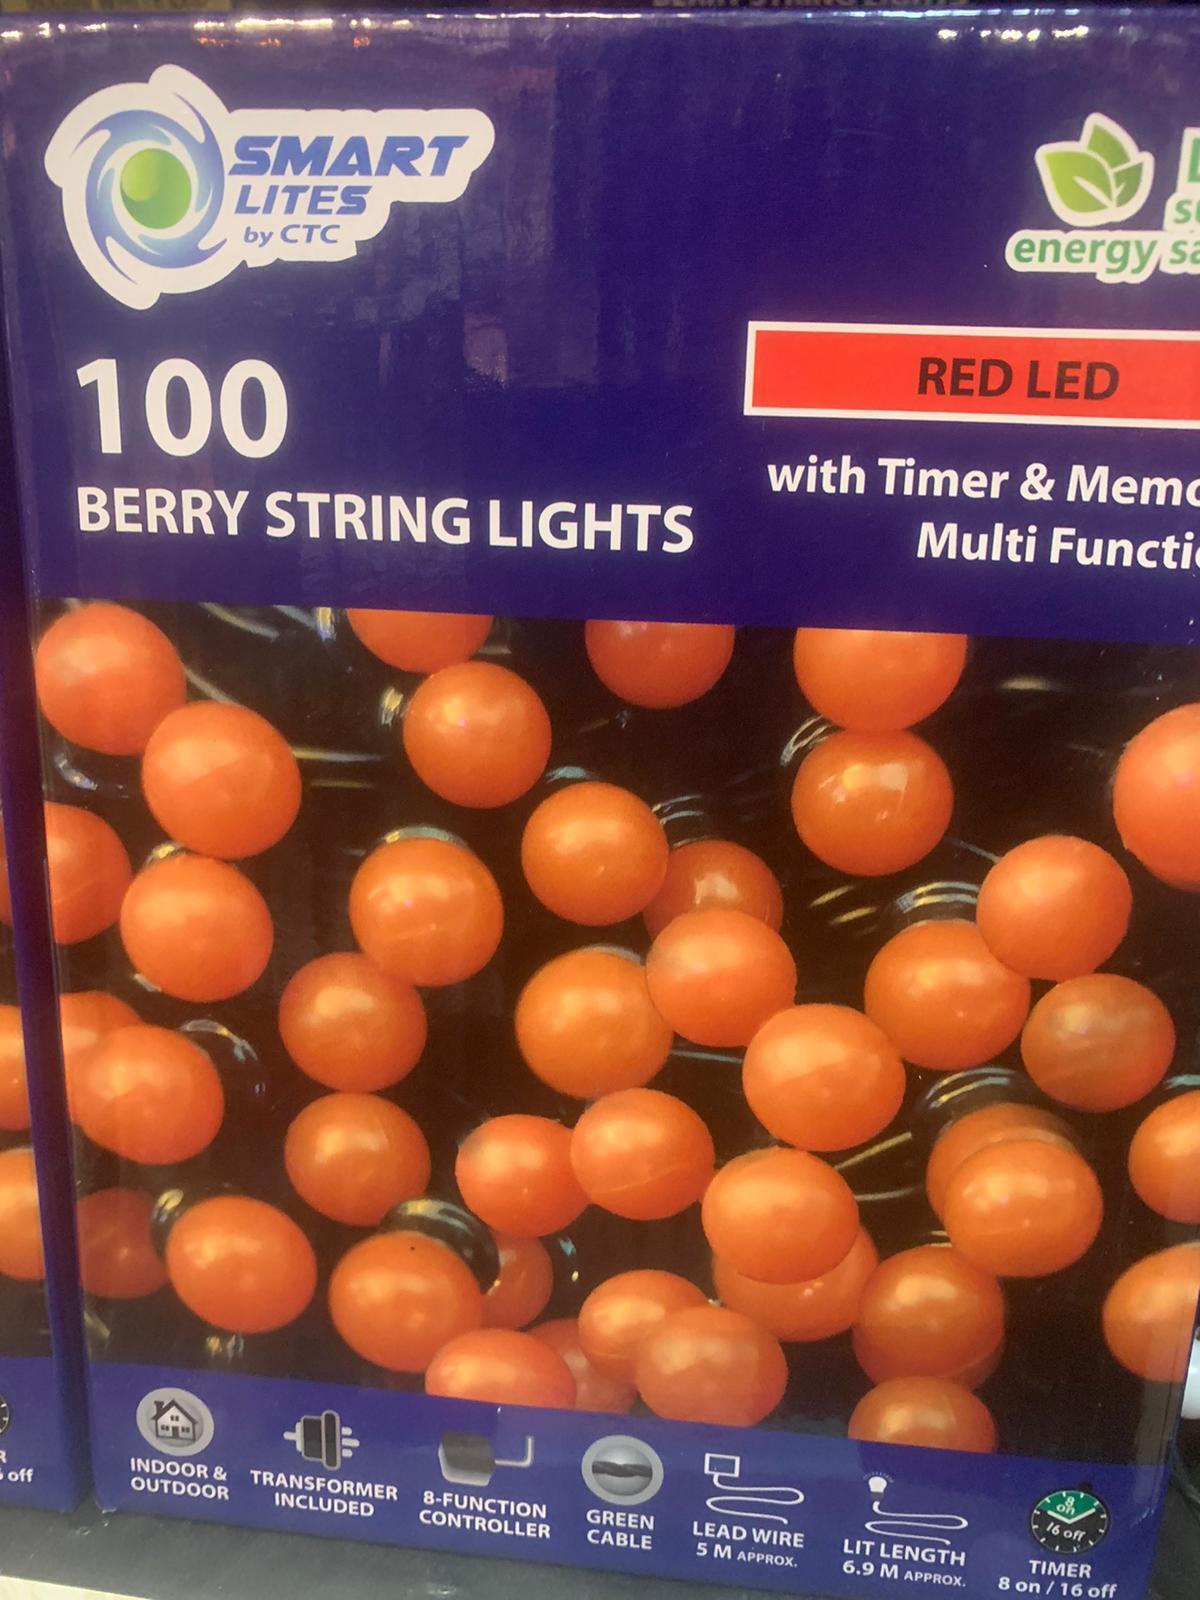 SMART
LITES
by CTC
energy
100
BERRY STRING LIGHTS
RED LED
with Timer &
Multi
INDOOR &
OUTDOOR
TRANSFORMER
INCLUDED
8-FUNCTION
CONTROLLER
GREEN
CABLE
LEAD WIRE
5 M APPROX.
LIT LENGTH
6.9 M APPROX.
8
on
16 off
TIMER
8 on / 16 off
off